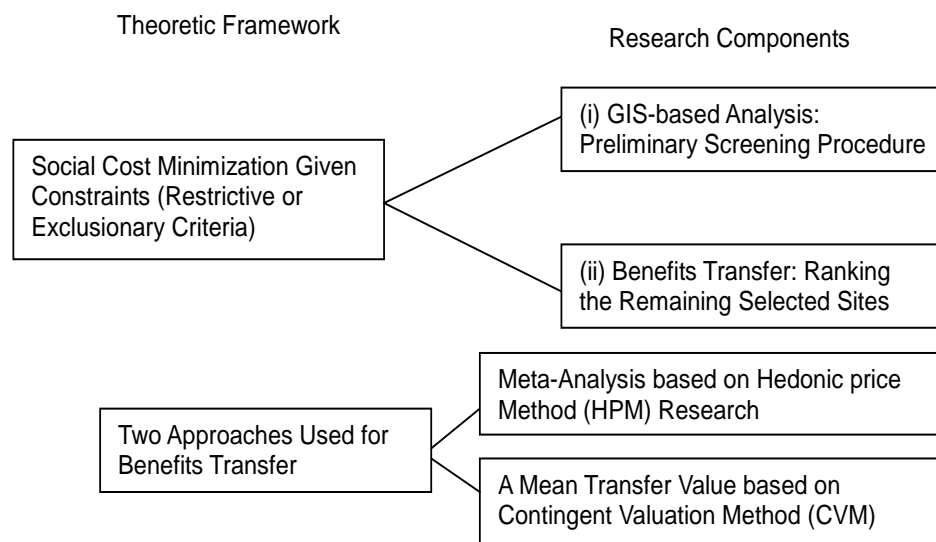 Theoretic Framework
Research Components
(i) GIS-based Analysis:
Preliminary Screening Procedure
Social Cost Minimization Given
Constraints (Restrictive or
Exclusionary Criteria)
(ii) Benefits Transfer: Ranking
the Remaining Selected Sites
Meta-Analysis based on Hedonic price
Method (HPM) Research
Two Approaches Used for
Benefits Transfer
A Mean Transfer Value based on
Contingent Valuation Method (CVM)